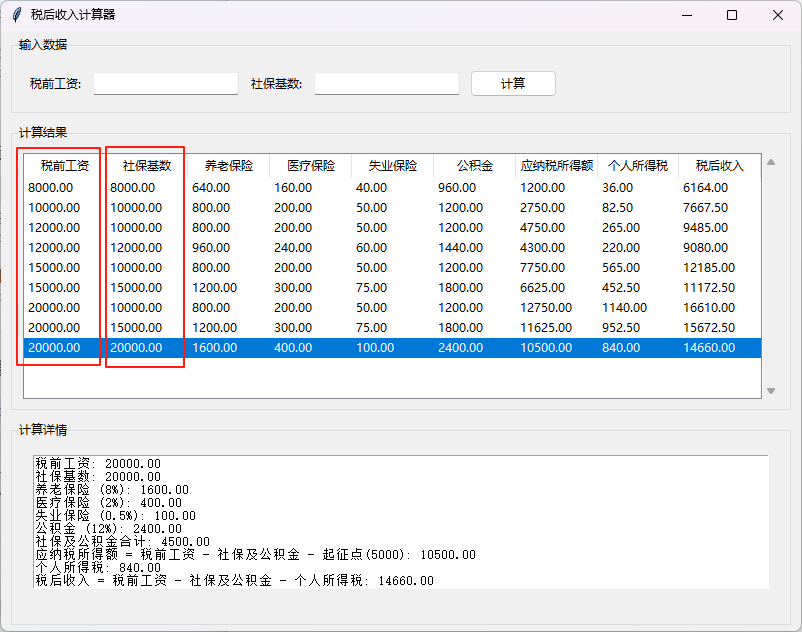 税后收入计算器
输入数据
税前工资: 社保基数: 计算
计算结果
税前工资 社保基数 养老保险 医疗保险 失业保险 公积金 应纳税所得额 个人所得税 税后收入
8000.00 8000.00 640.00 160.00 40.00 960.00 1200.00 36.00 6164.00
10000.00 10000.00 800.00 200.00 50.00 1200.00 2750.00 82.50 7667.50
12000.00 10000.00 800.00 200.00 50.00 1200.00 4750.00 265.00 9485.00
12000.00 12000.00 960.00 240.00 60.00 1440.00 4300.00 220.00 9080.00
15000.00 10000.00 800.00 200.00 50.00 1200.00 7750.00 565.00 12185.00
15000.00 15000.00 1200.00 300.00 75.00 1800.00 6625.00 452.50 11172.50
20000.00 10000.00 800.00 200.00 50.00 1200.00 12750.00 1140.00 16610.00
20000.00 15000.00 1200.00 300.00 75.00 1800.00 11625.00 952.50 15672.50
20000.00 20000.00 1600.00 400.00 100.00 2400.00 10500.00 840.00 14660.00
计算详情
税前工资: 20000.00
社保基数: 20000.00
养老保险 (8%): 1600.00
医疗保险 (2%): 400.00
失业保险 (0.5%): 100.00
公积金 (12%): 2400.00
社保及公积金合计: 4500.00
应纳税所得额 = 税前工资 - 社保及公积金 - 起征点(5000): 10500.00
个人所得税: 840.00
税后收入 = 税前工资 - 社保及公积金 - 个人所得税: 14660.00